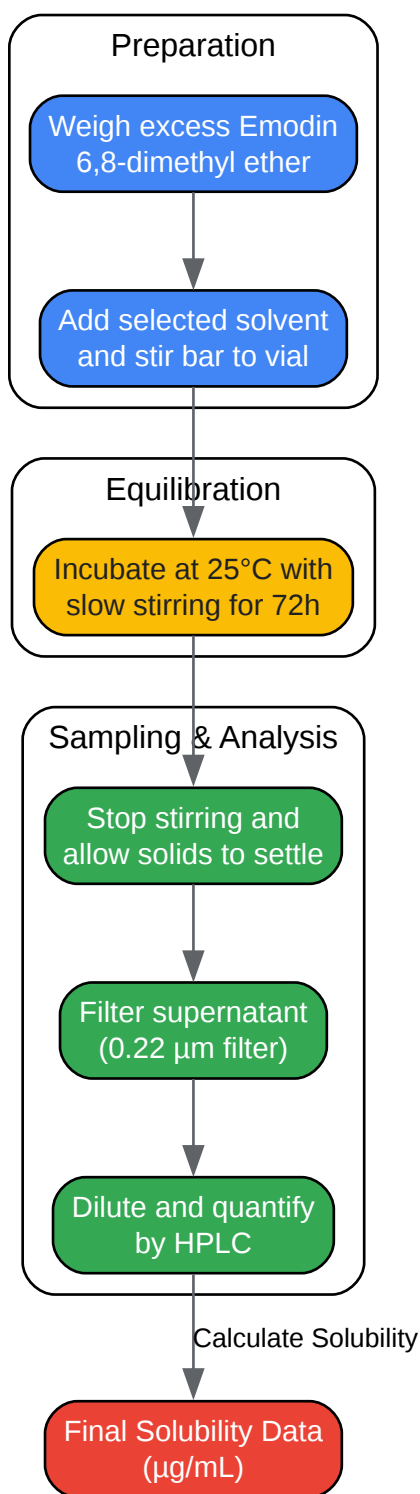 Preparation
Weigh excess Emodin
6,8-dimethyl ether
Add selected solvent
and stir bar to vial
Equilibration
Incubate at 25°C with
slow stirring for 72h
Sampling & Analysis
Stop stirring and
allow solids to settle
Filter supernatant
(0.22 µm filter)
Dilute and quantify
by HPLC
Calculate Solubility
Final Solubility Data
(µg/mL)